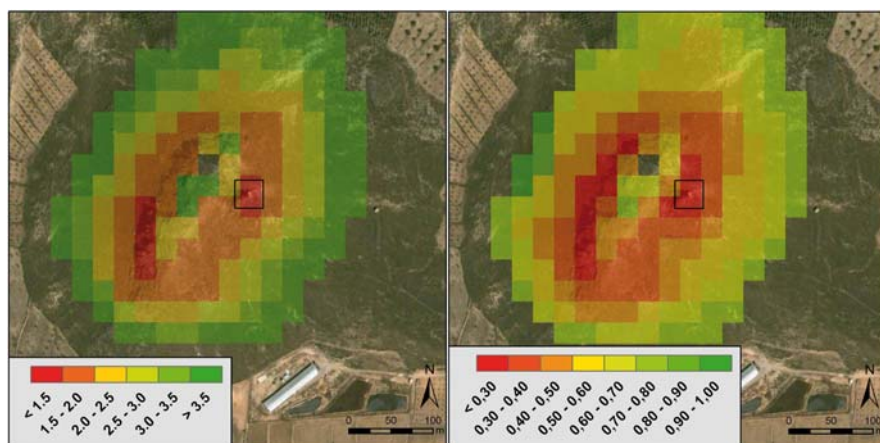 N
< 1.5
1.5 - 2.0
2.0 - 2.5
2.5 - 3.0
3.0 - 3.5
> 3.5
0 50 100
m
N
< 0,30
0,30 - 0,40
0,40 - 0,50
0,50 - 0,60
0,60 - 0,70
0,70 - 0,80
0,80 - 0,90
0,90 - 1,00
0 50 100
m